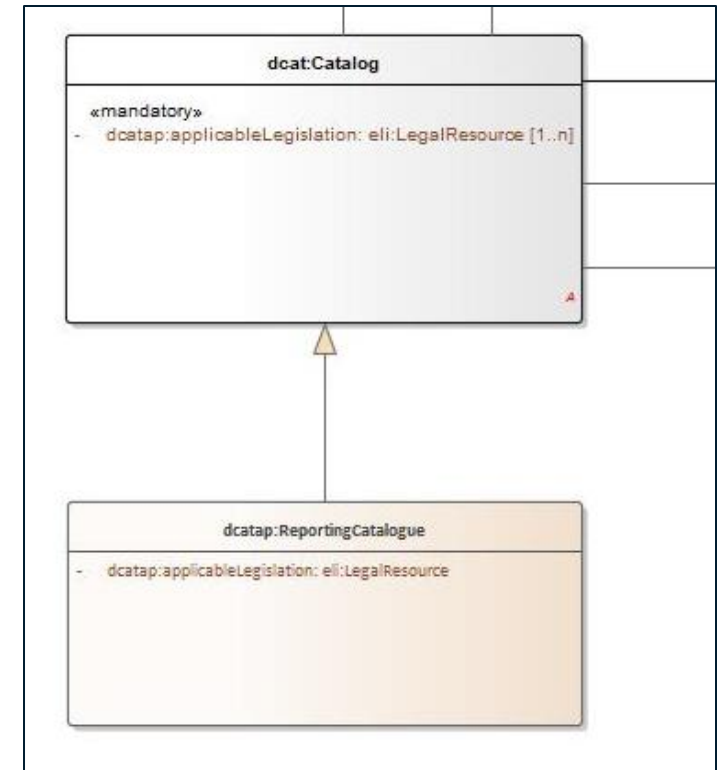 dcat:Catalog
«mandatory»
- dcatap:applicableLegislation: eli:LegalResource [1..n]
A
dcatap:ReportingCatalogue
- dcatap:applicableLegislation: eli:LegalResource